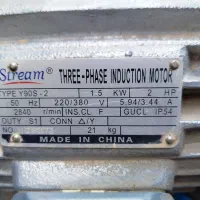 Stream THREE-PHASE INDUCTION MOTOR
TYPE Y90S-2 1.5 KW 2 HP
50 Hz 220/380 V 5.94/3.44 A
2840 r/min INS.CL F GUCL IP54
DUTY S1 CONN △/Y
NO 21 kg
MADE IN CHINA